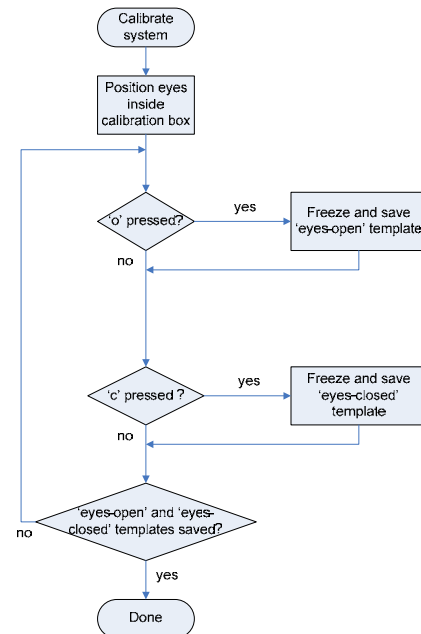 Calibrate
system
Position eyes
inside
calibration box
‘o’ pressed?
yes
Freeze and save
‘eyes-open’ template
no
‘c’ pressed ?
yes
Freeze and save
‘eyes-closed’
template
no
‘eyes-open’ and ‘eyes-
closed’ templates saved?
no
yes
Done